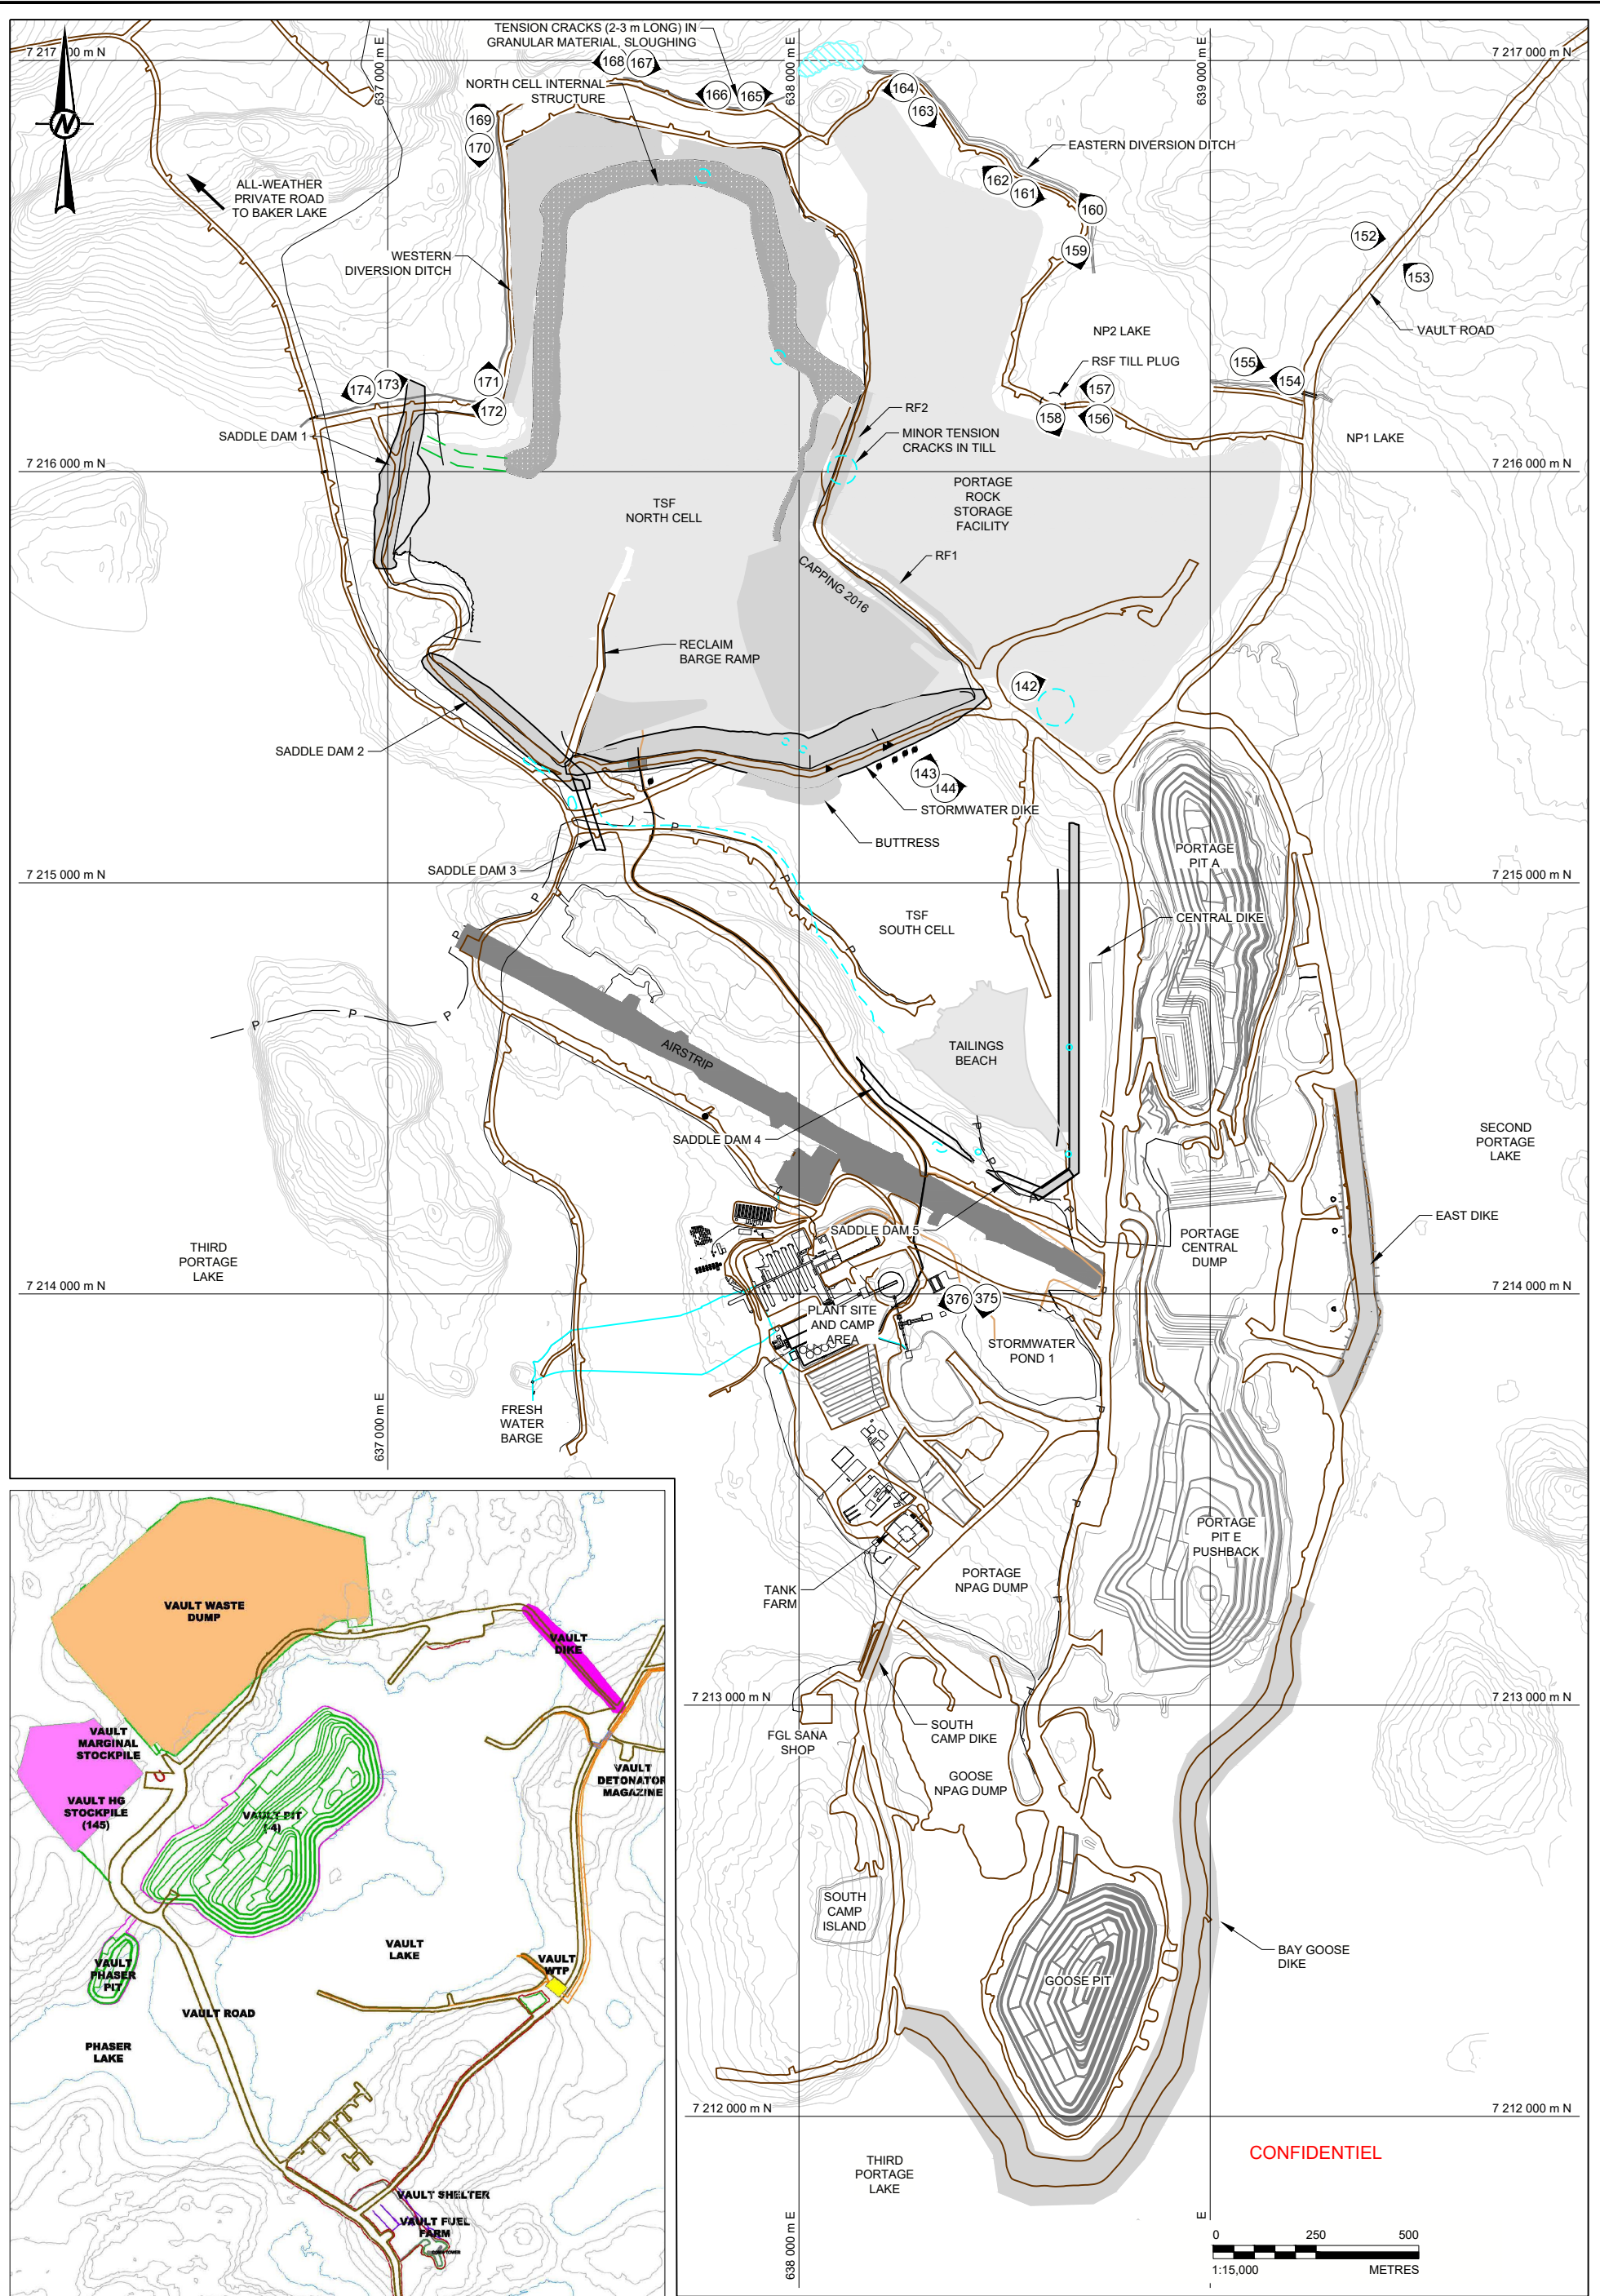 TENSION CRACKS (2-3 m LONG) IN
GRANULAR MATERIAL, SLOUGHING
7 217 000 m N
7 217 000 m N
637 000 m E
638 000 m E
639 000 m E
N
168
167
NORTH CELL INTERNAL
STRUCTURE
166
165
164
163
169
170
EASTERN DIVERSION DITCH
162
161
160
159
ALL-WEATHER
PRIVATE ROAD
TO BAKER LAKE
152
153
WESTERN
DIVERSION DITCH
VAULT ROAD
NP2 LAKE
RSF TILL PLUG
155
154
157
156
158
174
173
171
172
RF2
MINOR TENSION
CRACKS IN TILL
SADDLE DAM 1
NP1 LAKE
7 216 000 m N
7 216 000 m N
TSF
NORTH CELL
PORTAGE
ROCK
STORAGE
FACILITY
RF1
CAPPING 2016
RECLAIM
BARGE RAMP
142
SADDLE DAM 2
143
144
STORMWATER DIKE
BUTTRESS
P
SADDLE DAM 3
PORTAGE
PIT A
7 215 000 m N
7 215 000 m N
P
P
TSF
SOUTH CELL
CENTRAL DIKE
P
P
P
P
P
AIRSTRIP
TAILINGS
BEACH
SADDLE DAM 4
P
P
P
P
SECOND
PORTAGE
LAKE
SADDLE DAM 5
EAST DIKE
PORTAGE
CENTRAL
DUMP
THIRD
PORTAGE
LAKE
7 214 000 m N
7 214 000 m N
376
375
PLANT SITE
AND CAMP
AREA
P
STORMWATER
POND 1
P
637 000 m E
FRESH
WATER
BARGE
P
PORTAGE
PIT E
PUSHBACK
PORTAGE
NPAG DUMP
P
TANK
FARM
P
7 213 000 m N
7 213 000 m N
FGL SANA
SHOP
SOUTH
CAMP DIKE
GOOSE
NPAG DUMP
SOUTH
CAMP
ISLAND
BAY GOOSE
DIKE
GOOSE PIT
7 212 000 m N
7 212 000 m N
THIRD
PORTAGE
LAKE
CONFIDENTIEL
638 000 m E
E
0 250 500
1:15,000 METRES
VAULT WASTE
DUMP
VAULT
DIKE
VAULT
MARGINAL
STOCKPILE
VAULT HG
STOCKPILE
(145)
VAULT PIT
(-4)
VAULT
DETONATOR
MAGAZINE
VAULT
LAKE
VAULT
WTP
VAULT
PHASER
PIT
VAULT ROAD
PHASER
LAKE
VAULT SHELTER
VAULT FUEL
FARM